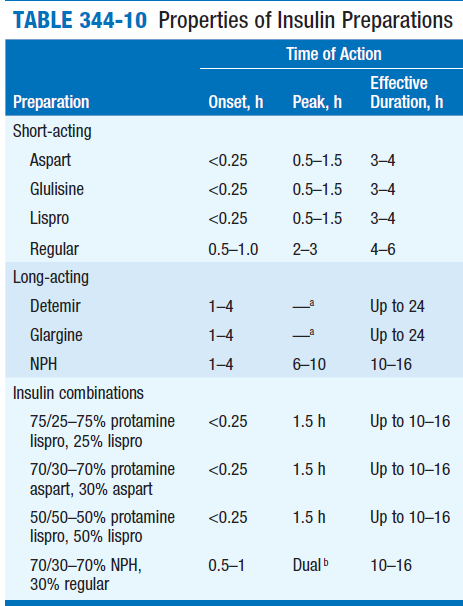 TABLE 344-10 Properties of Insulin Preparations
Time of Action
Preparation Onset, h Peak, h Effective Duration, h
Short-acting
Aspart <0.25 0.5–1.5 3–4
Glulisine <0.25 0.5–1.5 3–4
Lispro <0.25 0.5–1.5 3–4
Regular 0.5–1.0 2–3 4–6
Long-acting
Detemir 1–4 —a Up to 24
Glargine 1–4 —a Up to 24
NPH 1–4 6–10 10–16
Insulin combinations
75/25–75% protamine <0.25 1.5 h Up to 10–16
lispro, 25% lispro
70/30–70% protamine <0.25 1.5 h Up to 10–16
aspart, 30% aspart
50/50–50% protamine <0.25 1.5 h Up to 10–16
lispro, 50% lispro
70/30–70% NPH, 0.5–1 Dual b 10–16
30% regular